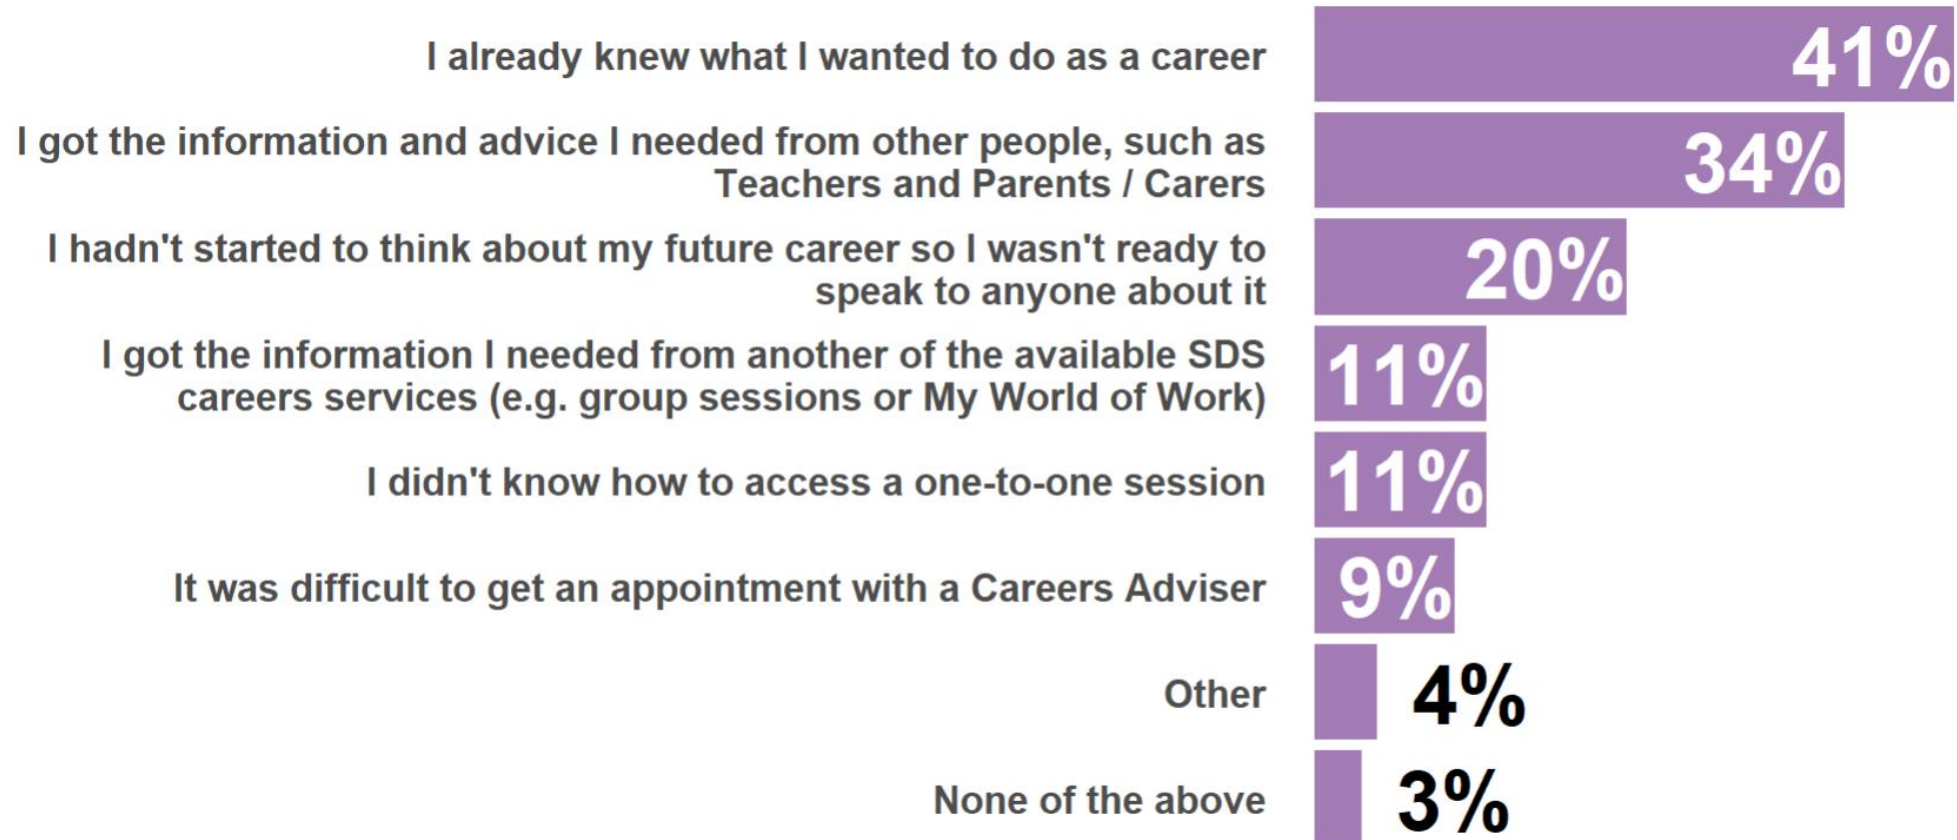 I already knew what I wanted to do as a career
41%
I got the information and advice I needed from other people, such as
Teachers and Parents / Carers
34%
I hadn't started to think about my future career so I wasn't ready to
speak to anyone about it
20%
I got the information I needed from another of the available SDS
careers services (e.g. group sessions or My World of Work)
11%
I didn't know how to access a one-to-one session
11%
It was difficult to get an appointment with a Careers Adviser
9%
Other
4%
None of the above
3%